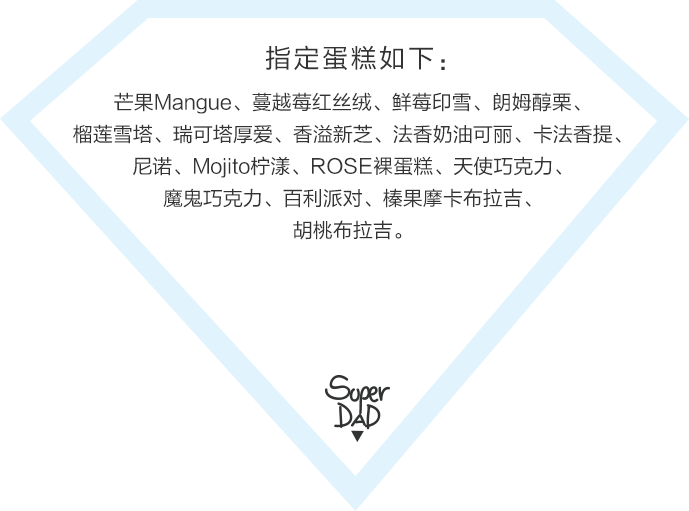 指定蛋糕如下：
芒果Mangue、蔓越莓红丝绒、鲜莓印雪、朗姆醇栗、
榴莲雪塔、瑞可塔厚爱、香溢新芝、法香奶油可丽、卡法香提、
尼诺、Mojito柠漾、ROSE裸蛋糕、天使巧克力、
魔鬼巧克力、百利派对、榛果摩卡布拉吉、
胡桃布拉吉。
Super
DAD